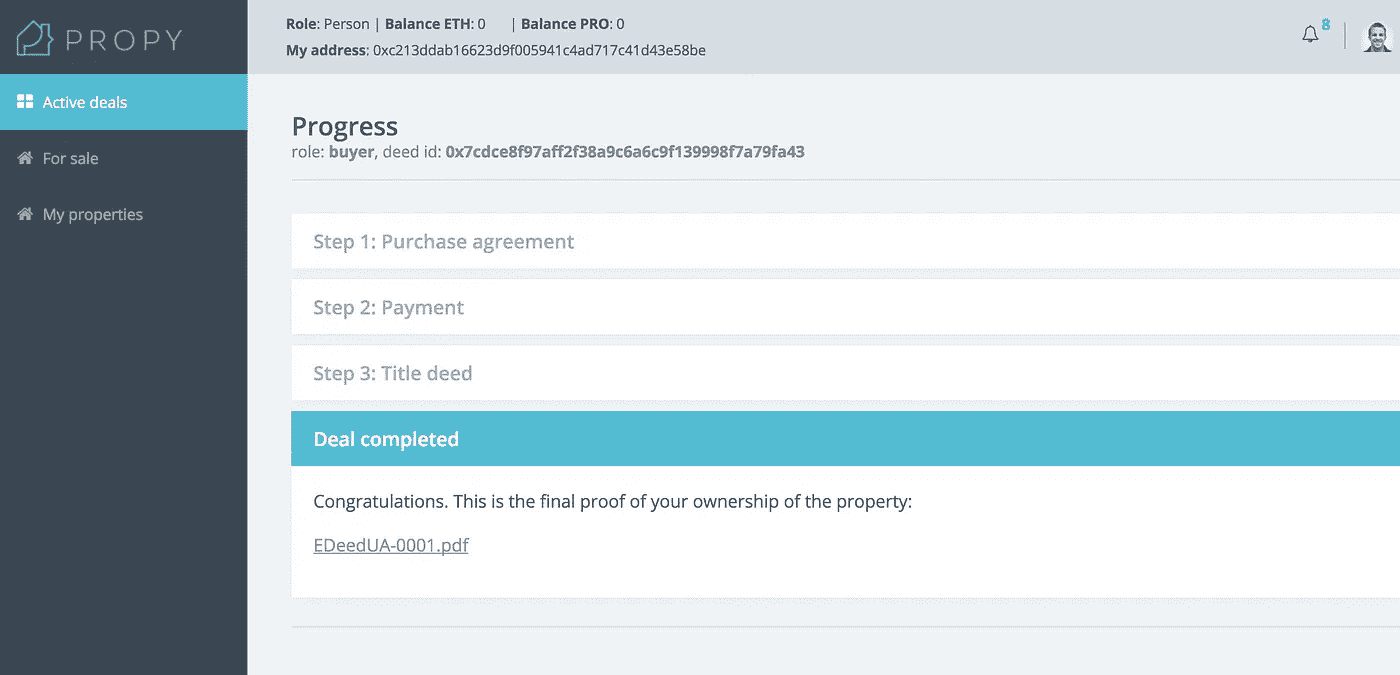 PROPY
Role: Person | Balance ETH: 0 | Balance PRO: 0
My address: 0xc213ddab16623d9f005941c4ad717c41d43e58be
8
Active deals
For sale
My properties
Progress
role: buyer, deed id: 0x7cdce8f97aff2f38a9c6a6c9f139998f7a79fa43
Step 1: Purchase agreement
Step 2: Payment
Step 3: Title deed
Deal completed
Congratulations. This is the final proof of your ownership of the property:
EDeedUA-0001.pdf